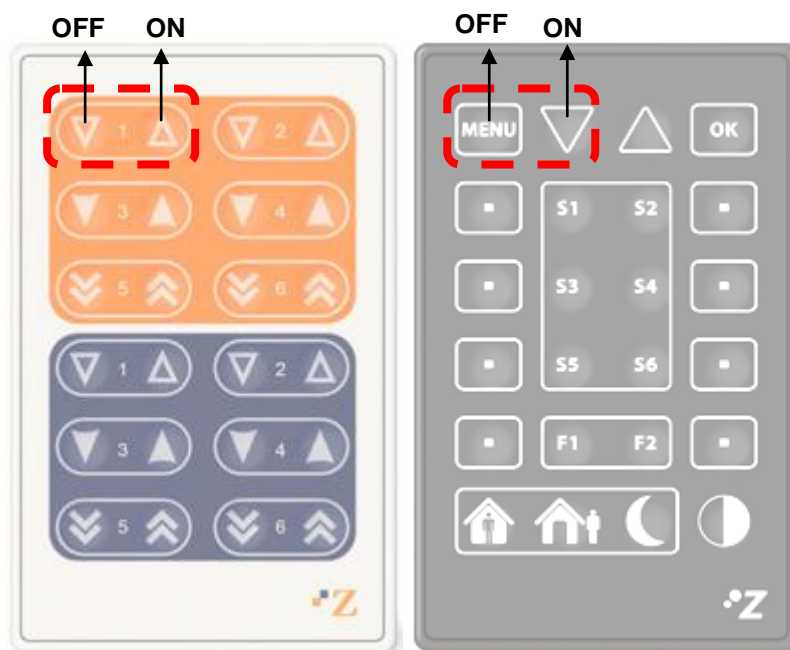 OFF ON
1 2
3 4
5 6
1 2
3 4
5 6
Z
OFF ON
MENU OK
S1 S2
S3 S4
S5 S6
F1 F2
Z